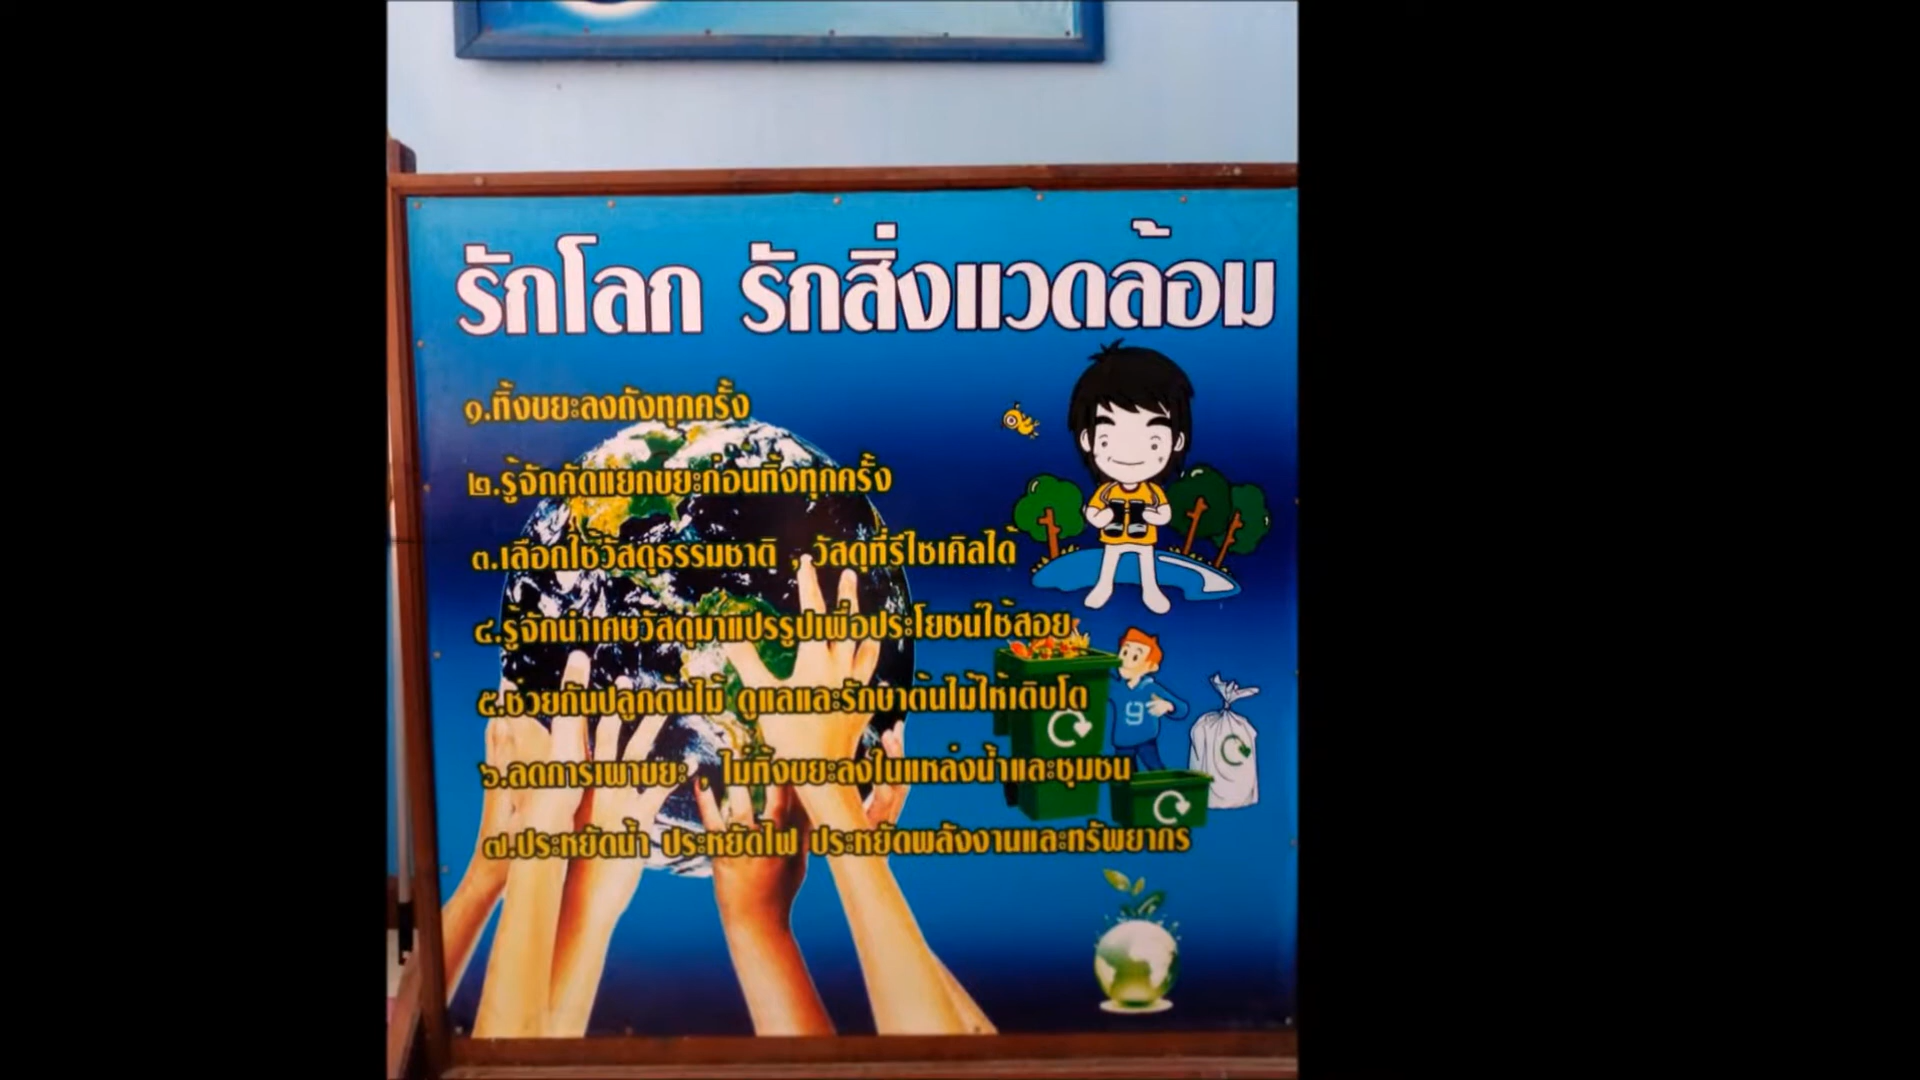 รักโลก รักสิ่งแวดล้อม
๑.ทิ้งขยะลงถังทุกครั้ง
๒.รู้จักคัดแยกขยะก่อนทิ้งทุกครั้ง
๓.เลือกใช้วัสดุธรรมชาติ , วัสดุที่รีไซเคิลได้
๔.รู้จักนำเศษวัสดุมาแปรรูปเพื่อประโยชน์ใช้สอย
๕.ช่วยกันปลูกต้นไม้ ดูแลและรักษาต้นไม้ให้เติบโต
๖.ลดการเผาขยะ , ไม่ทิ้งขยะลงในแหล่งน้ำและชุมชน
๗.ประหยัดน้ำ ประหยัดไฟ ประหยัดพลังงานและทรัพยากร